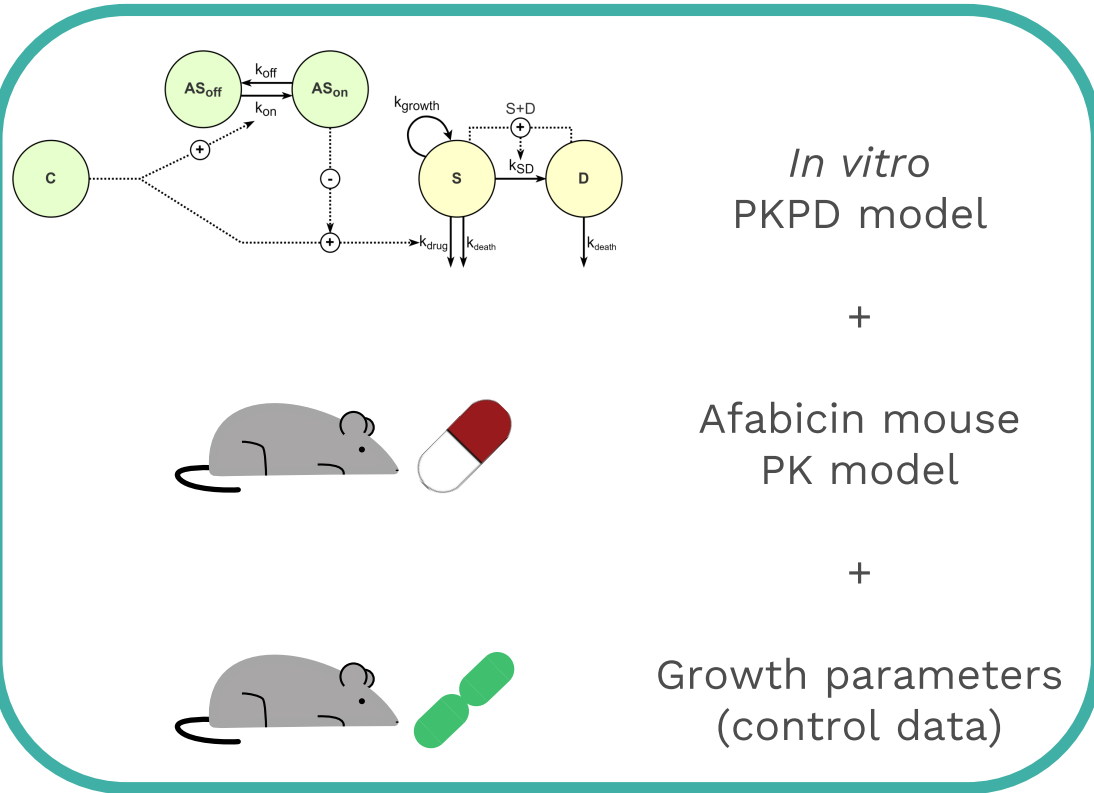 ASoff
koff
kon
ASon
C
+
-
+
kgrowth
S+D
+
kSD
S
D
kdrug
kdeath
kdeath
In vitro
PKPD model
+
Afabicin mouse
PK model
+
Growth parameters
(control data)